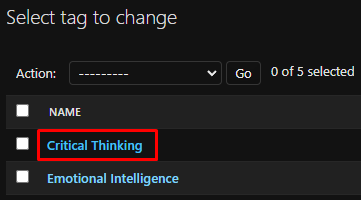 Select tag to change
Action: --------- Go 0 of 5 selected
NAME
Critical Thinking
Emotional Intelligence